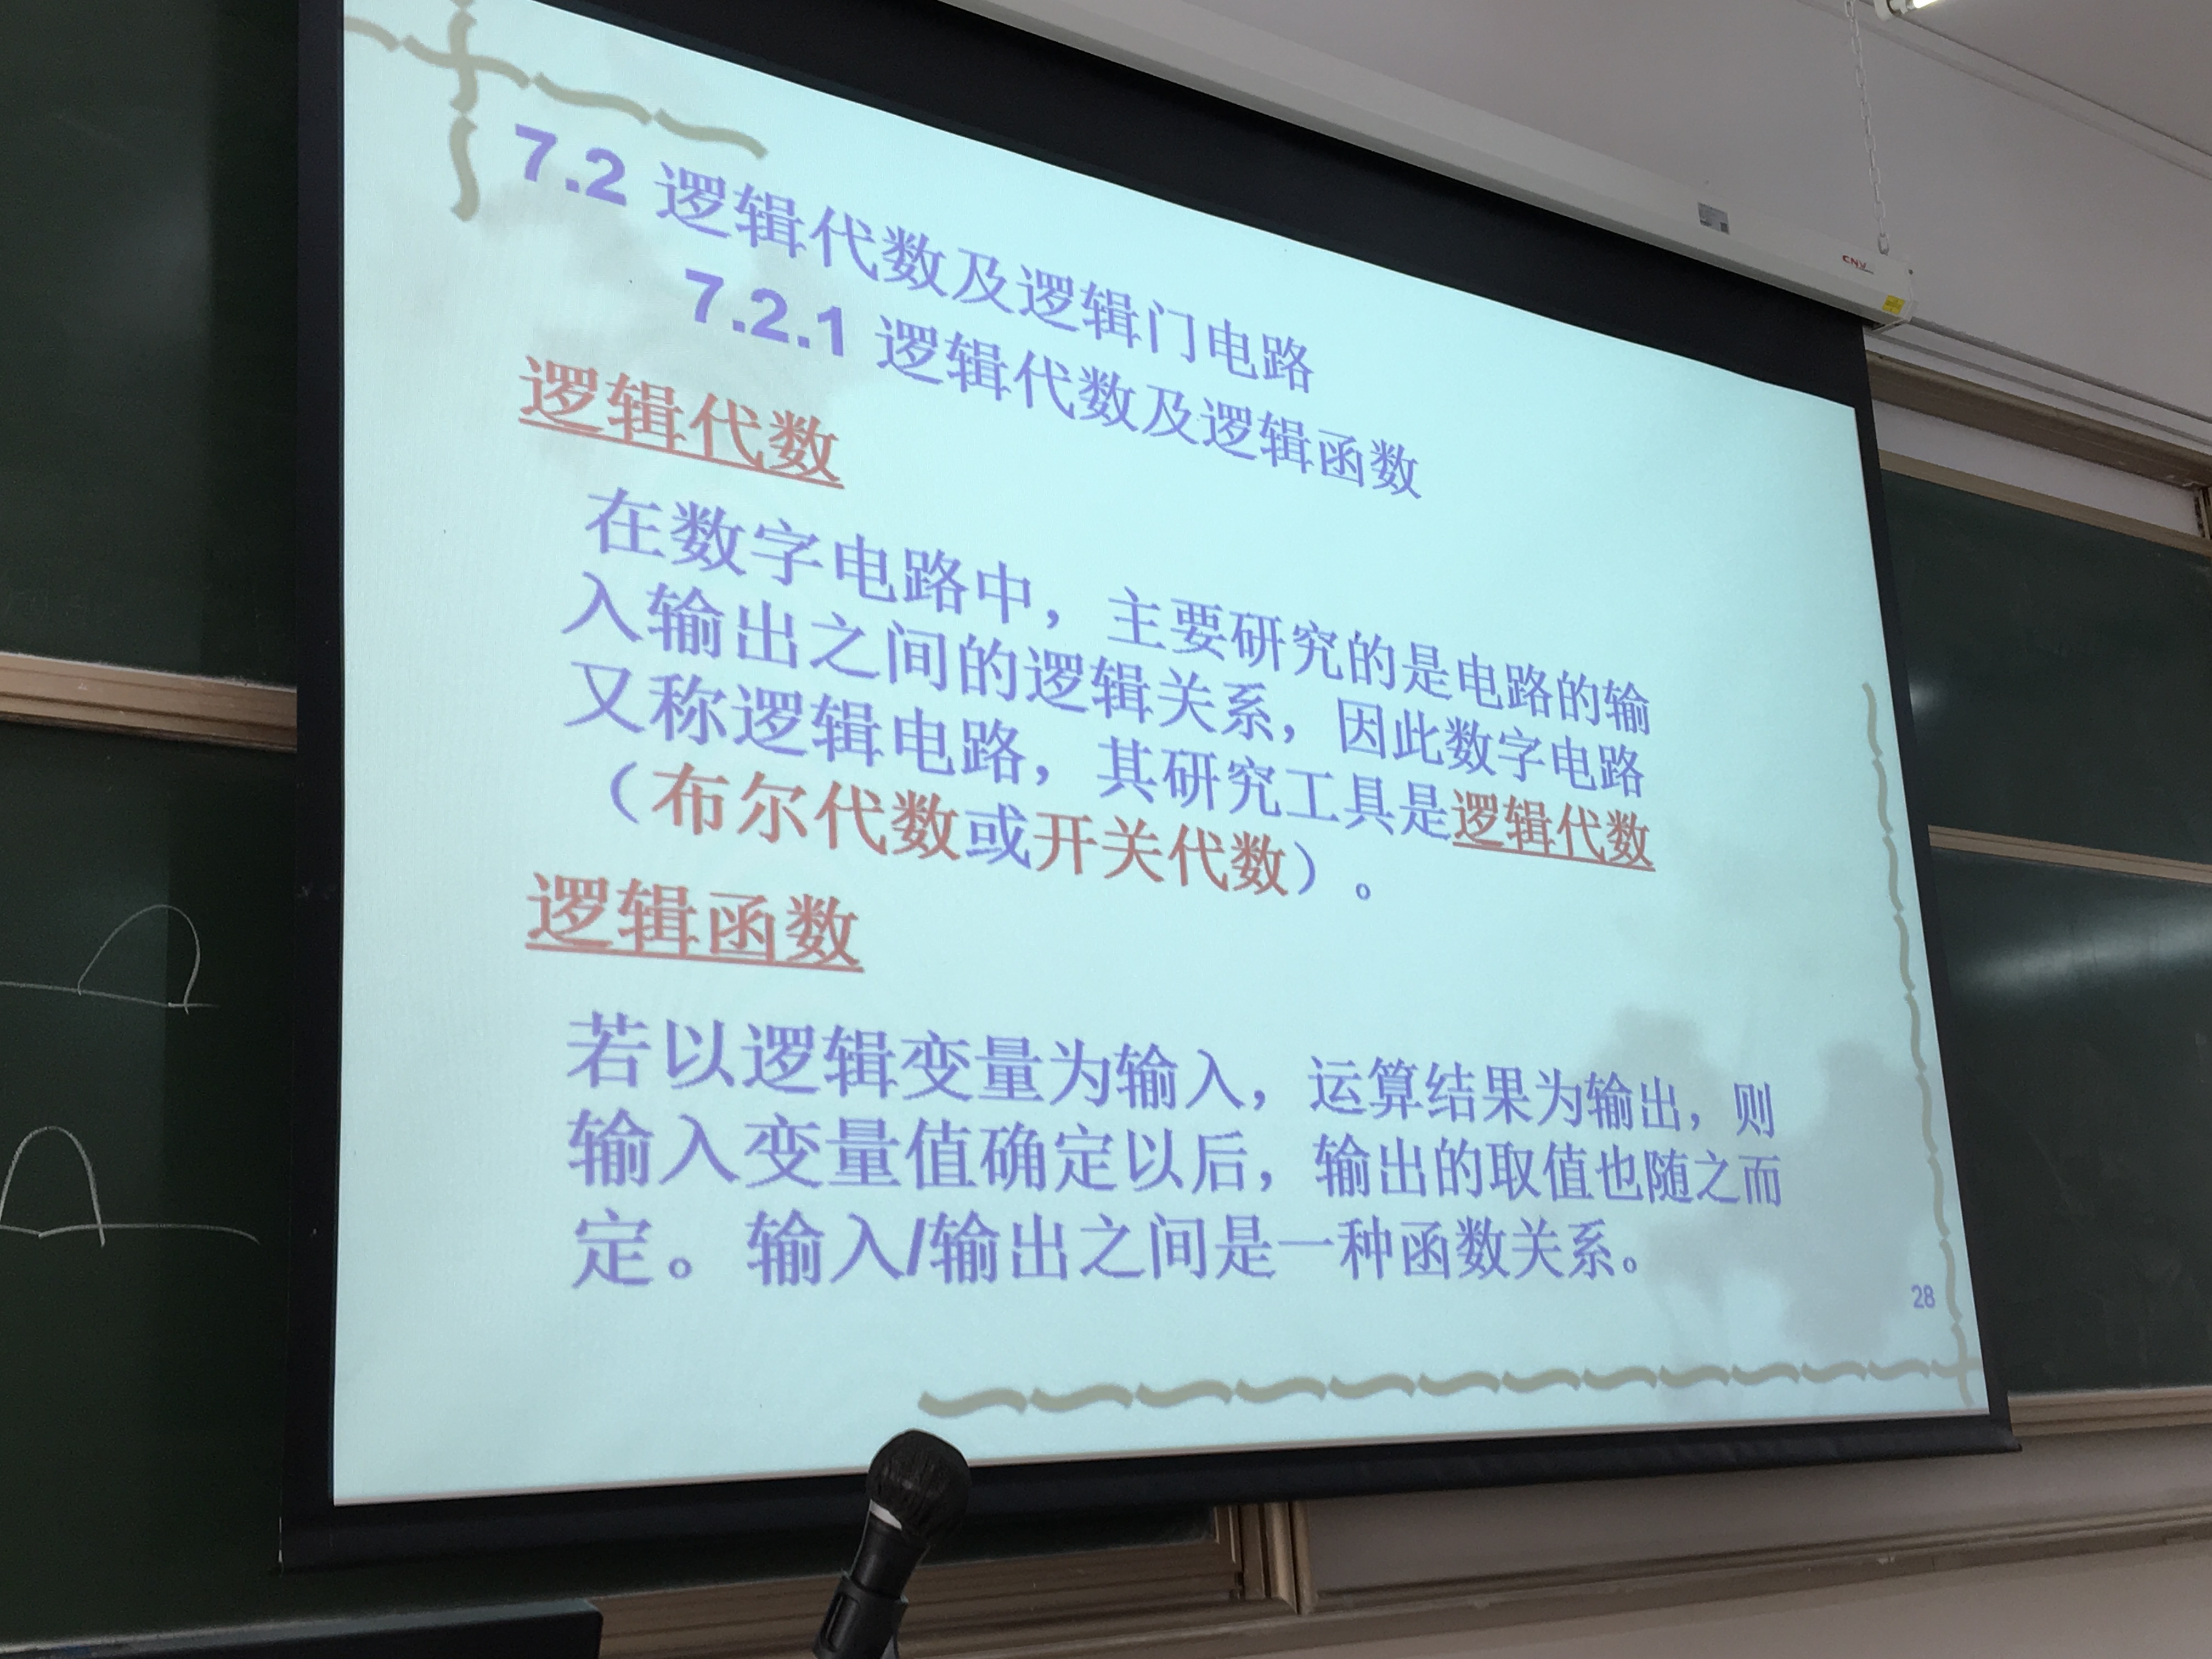 7.2 逻辑代数及逻辑门电路
7.2.1 逻辑代数及逻辑函数
逻辑代数
在数字电路中，主要研究的是电路的输
入输出之间的逻辑关系，因此数字电路
又称逻辑电路，其研究工具是逻辑代数
（布尔代数或开关代数）。
逻辑函数
若以逻辑变量为输入，运算结果为输出，则
输入变量值确定以后，输出的取值也随之而
定。输入/输出之间是一种函数关系。
28
CNV